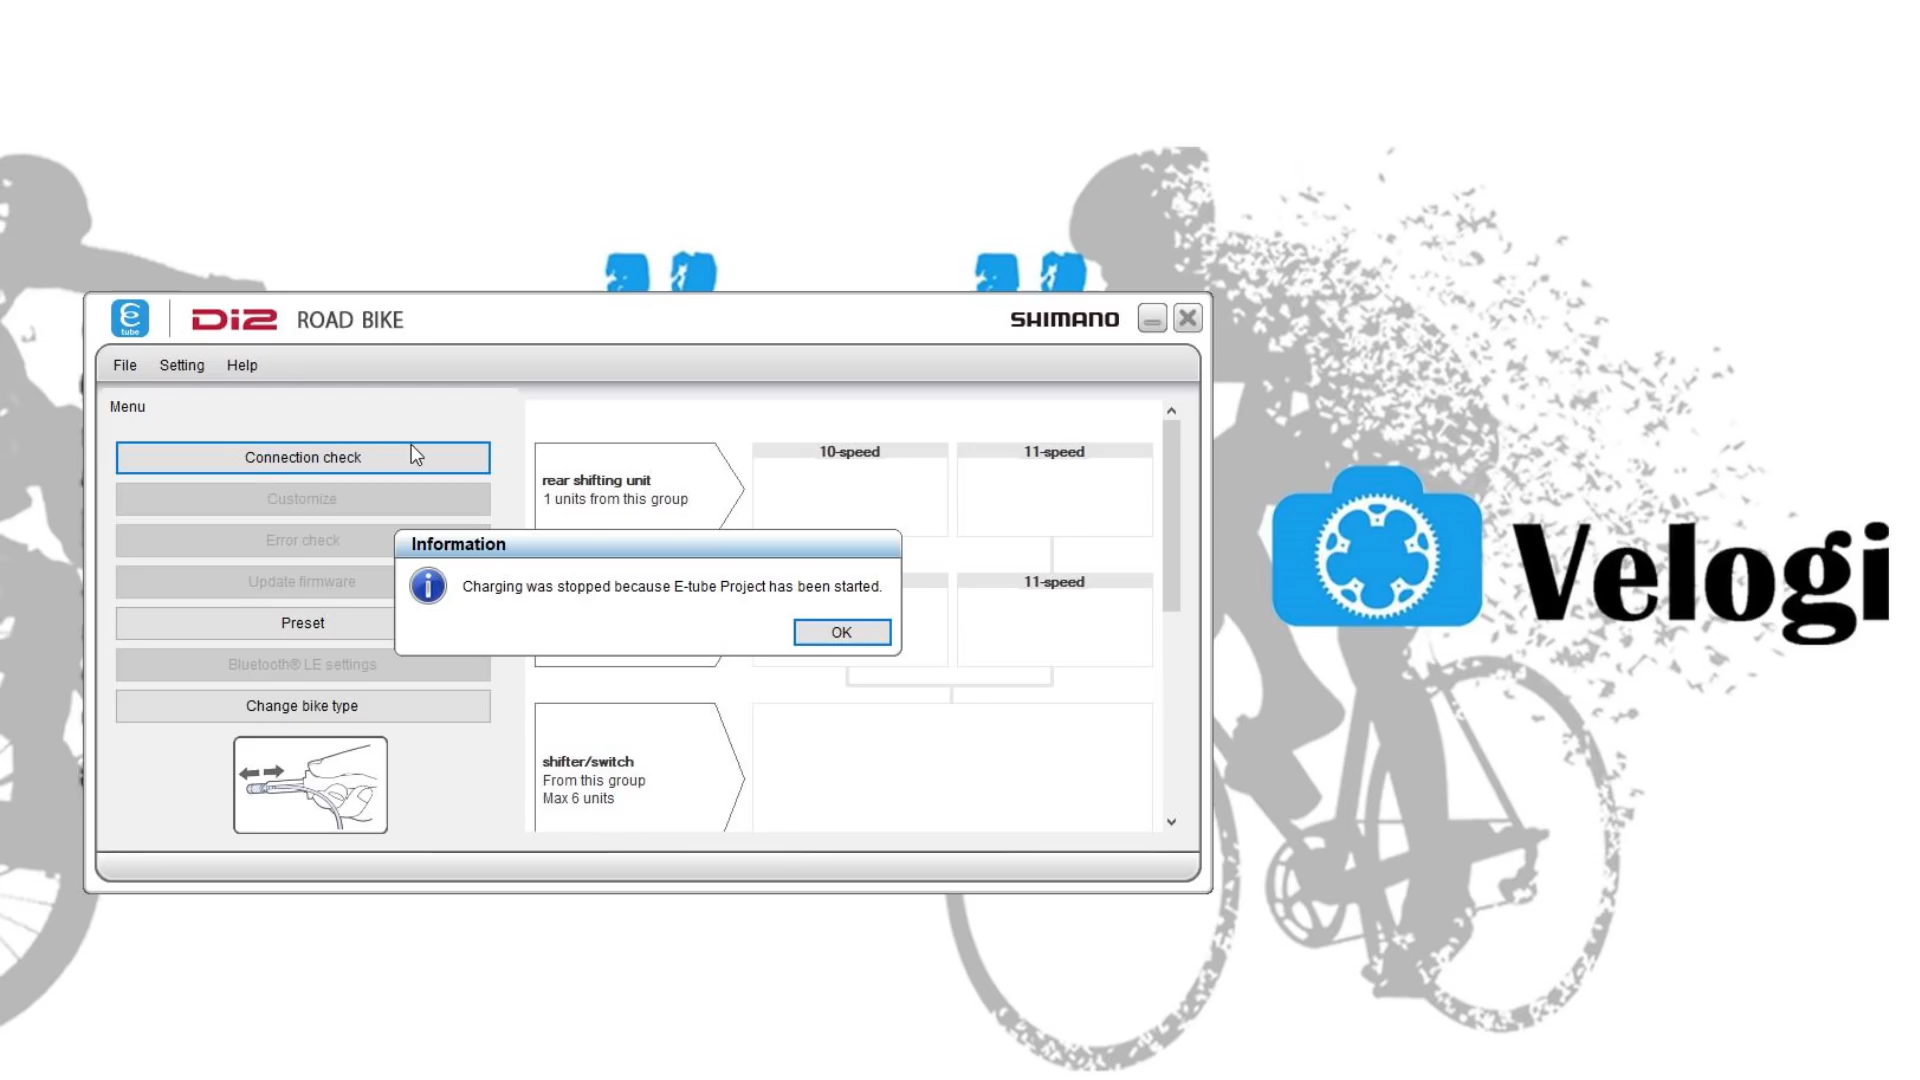 e
tube
Di2 ROAD BIKE
SHIMANO
File Setting Help
Menu
Connection check
Customize
Error check
Update firmware
Preset
Bluetooth® LE settings
Change bike type
rear shifting unit
1 units from this group
10-speed
11-speed
Information
Charging was stopped because E-tube Project has been started.
OK
11-speed
shifter/switch
From this group
Max 6 units
Velogi